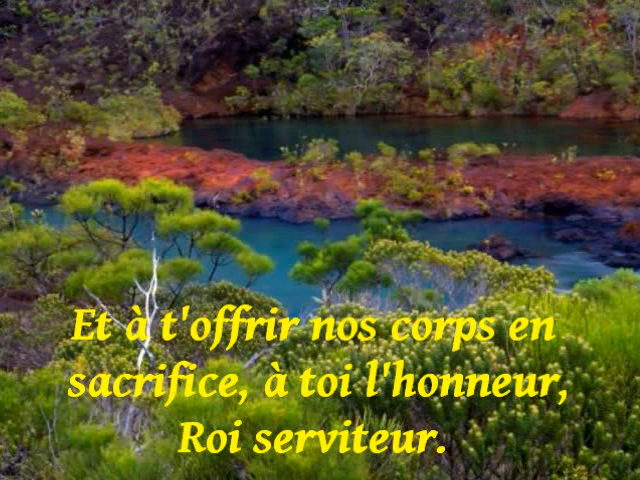 Et à t'offrir nos corps en
sacrifice, à toi l'honneur,
Roi serviteur.